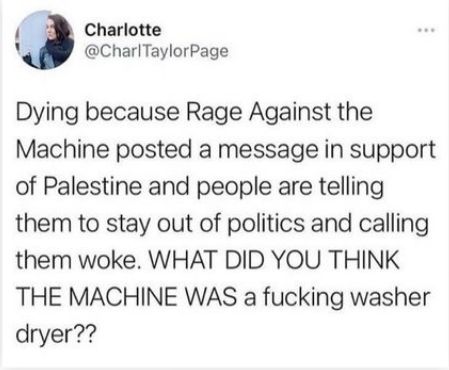 Charlotte
@CharlTaylorPage
Dying because Rage Against the
Machine posted a message in support
of Palestine and people are telling
them to stay out of politics and calling
them woke. WHAT DID YOU THINK
THE MACHINE WAS a fucking washer
dryer??